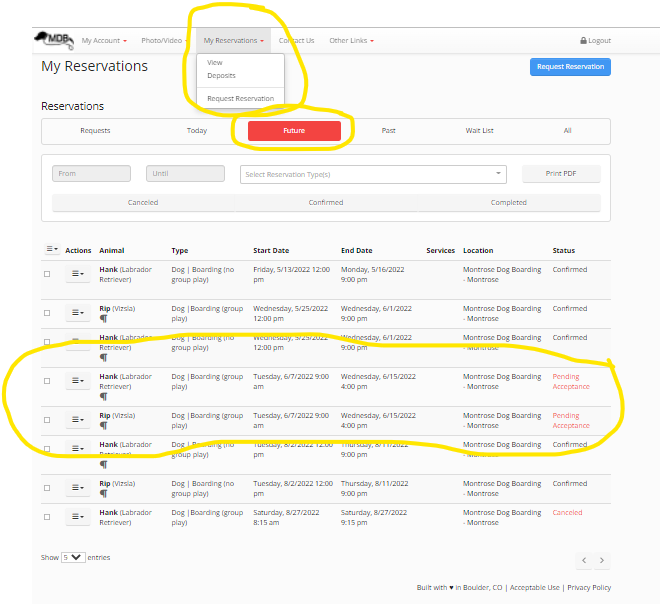 MDB My Account Photo/Video My Reservations Contact Us Other Links Logout
My Reservations Request Reservation
View
Deposits
Request Reservation
Reservations
Requests Today Future Past Wait List All
From Until Select Reservation Type(s) Print PDF
Canceled Confirmed Completed
Actions Animal Type Start Date End Date Services Location Status
Hank (Labrador Dog | Boarding (no Friday, 5/13/2022 12:00 Monday, 5/16/2022 Montrose Dog Boarding Confirmed
Retriever) group play) pm 9:00 pm - Montrose
Rip (Vizsla) Dog |Boarding (group Wednesday, 5/25/2022 Wednesday, 6/1/2022 Montrose Dog Boarding Confirmed
¶ play) 12:00 pm 9:00 pm - Montrose
Hank (Labrador Dog | Boarding (no Wednesday, 5/25/2022 Wednesday, 6/1/2022 Montrose Dog Boarding Confirmed
Retriever) group play) 12:00 pm 9:00 pm - Montrose
¶
Hank (Labrador Dog |Boarding (group Tuesday, 6/7/2022 9:00 Wednesday, 6/15/2022 Montrose Dog Boarding Pending
Retriever) play) am 4:00 pm - Montrose Acceptance
¶
Rip (Vizsla) Dog |Boarding (group Tuesday, 6/7/2022 9:00 Wednesday, 6/15/2022 Montrose Dog Boarding Pending
¶ play) am 4:00 pm - Montrose Acceptance
Hank (Labrador Dog | Boarding (no Tuesday, 8/2/2022 12:00 Thursday, 8/11/2022 Montrose Dog Boarding Confirmed
Retriever) group play) pm 9:00 pm - Montrose
¶
Rip (Vizsla) Dog | Boarding (no Tuesday, 8/2/2022 12:00 Thursday, 8/11/2022 Montrose Dog Boarding Confirmed
¶ group play) pm 9:00 pm - Montrose
Hank (Labrador Dog |Boarding (group Saturday, 8/27/2022 Saturday, 8/27/2022 Montrose Dog Boarding Canceled
Retriever) play) 8:15 am 9:15 pm - Montrose
Show 5 entries
Built with ♥ in Boulder, CO | Acceptable Use | Privacy Policy